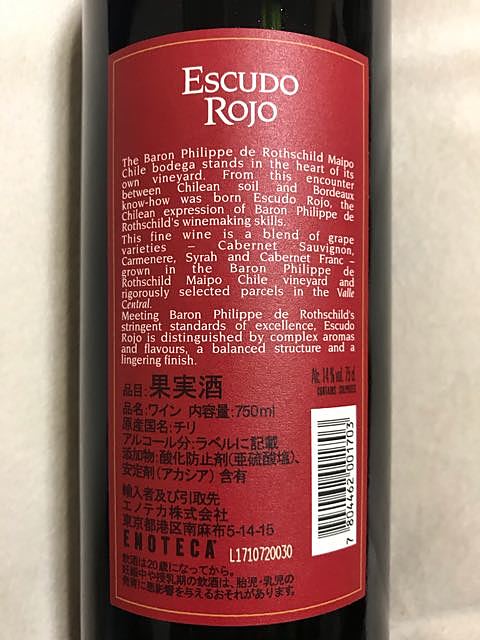 ESCUDO
ROJO
The Baron Philippe de Rothschild Maipo
Chile bodega stands in the heart of its
own vineyard. From this encounter
between Chilean soil and Bordeaux
know-how was born Escudo Rojo, the
Chilean expression of Baron Philippe de
Rothschild's winemaking skills.
This fine wine is a blend of grape
varieties – Cabernet Sauvignon,
Carmenere, Syrah and Cabernet Franc –
grown in the Baron Philippe de
Rothschild Maipo Chile vineyard and
rigorously selected parcels in the Valle
Central.
Meeting Baron Philippe de Rothschild's
stringent standards of excellence, Escudo
Rojo is distinguished by complex aromas
and flavours, a balanced structure and a
lingering finish.
Alc. 14 % vol. 75 cl
CONTAINS SULPHITES
品目:果実酒
品名:ワイン 内容量:750ml
原産国名:チリ
アルコール分:ラベルに記載
添加物:酸化防止剤(亜硫酸塩)、
安定剤(アカシア) 含有
輸入者及び引取先
エノテカ株式会社
東京都港区南麻布5-14-15
ENOTECA
L1710720030
飲酒は20歳になってから。
妊娠中や授乳期の飲酒は、胎児・乳児の
発育に悪影響を与えるおそれがあります。
7 804462 001703